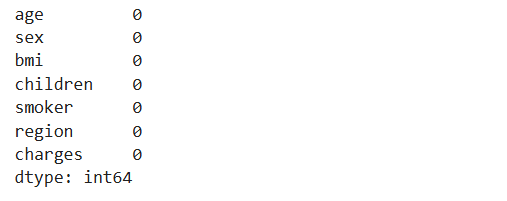 age 0
sex 0
bmi 0
children 0
smoker 0
region 0
charges 0
dtype: int64